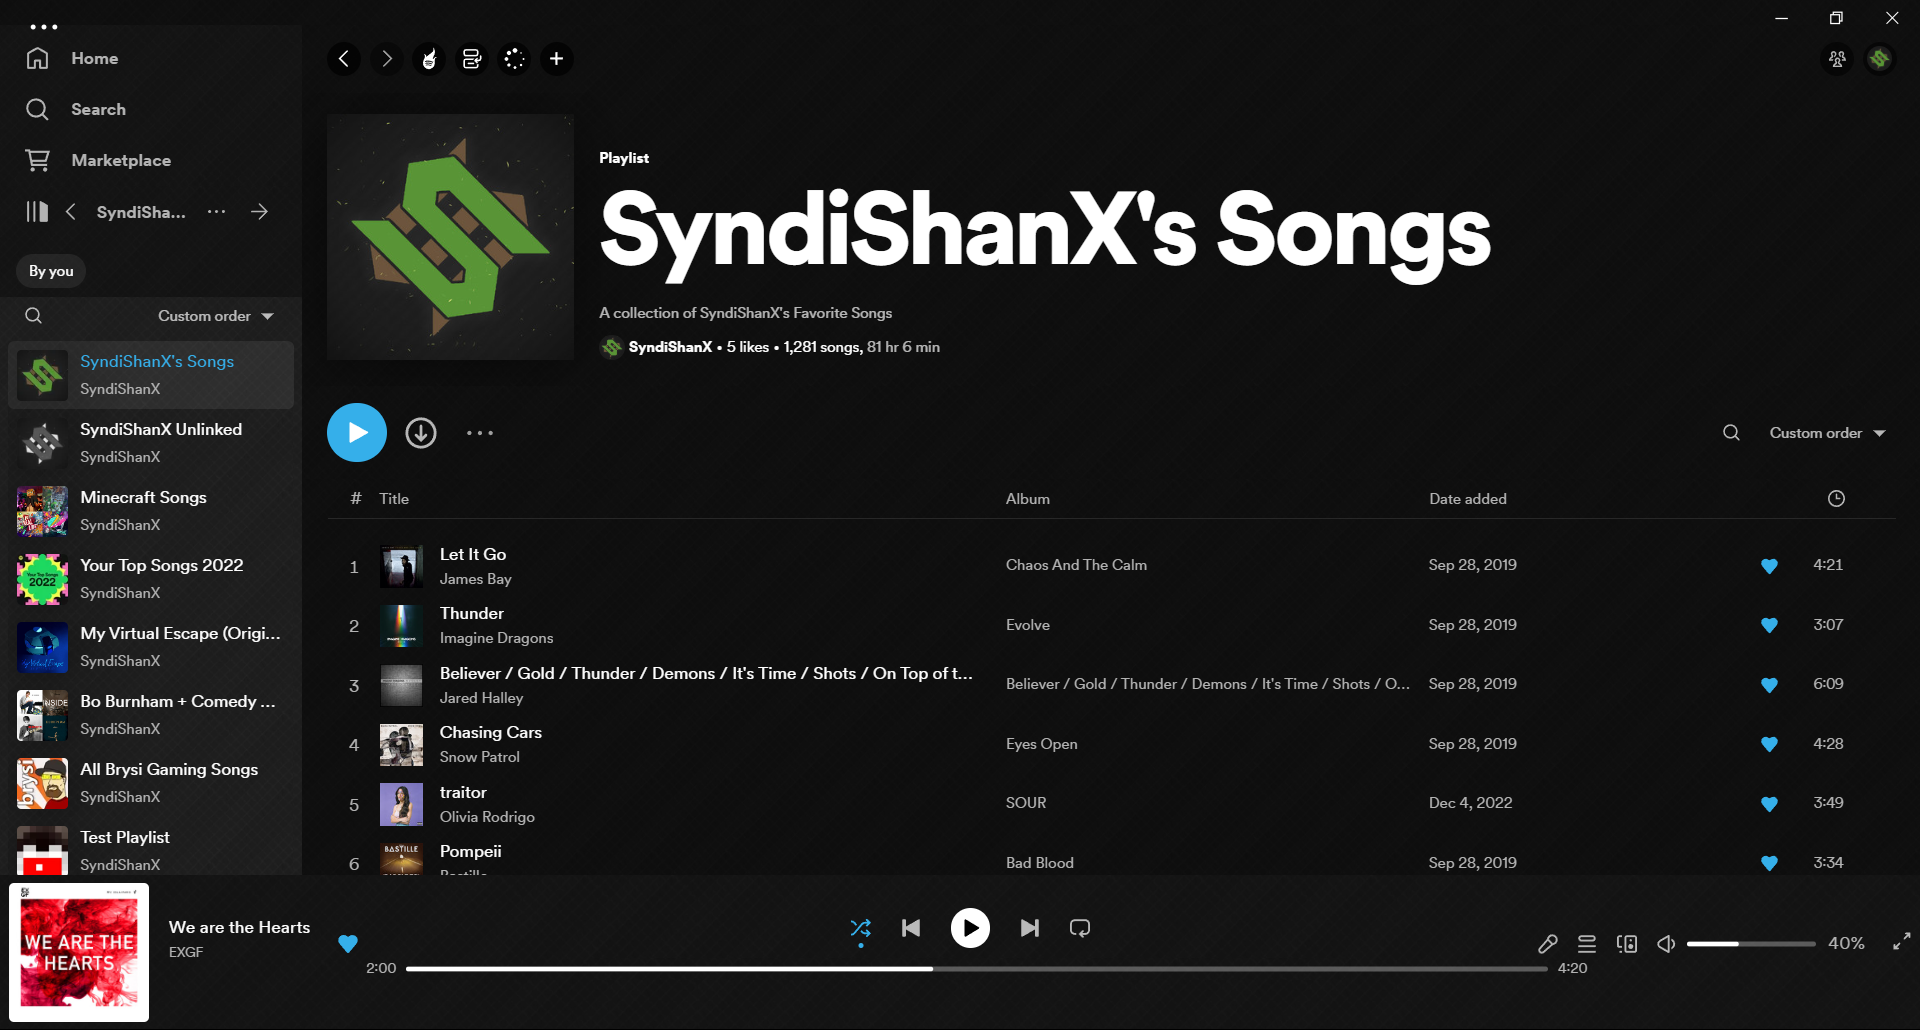 Home
Search
Marketplace
SyndiSha...
By you
Custom order
SyndiShanX's Songs
SyndiShanX
SyndiShanX Unlinked
SyndiShanX
Minecraft Songs
SyndiShanX
Your Top Songs 2022
SyndiShanX
My Virtual Escape (Origi...
SyndiShanX
Bo Burnham + Comedy ...
SyndiShanX
All Brysi Gaming Songs
SyndiShanX
Test Playlist
SyndiShanX
Playlist
SyndiShanX's Songs
A collection of SyndiShanX's Favorite Songs
SyndiShanX • 5 likes • 1,281 songs, 81 hr 6 min
Custom order
# Title Album Date added
1 Let It Go Chaos And The Calm Sep 28, 2019 4:21
James Bay
2 Thunder Evolve Sep 28, 2019 3:07
Imagine Dragons
3 Believer / Gold / Thunder / Demons / It's Time / Shots / On Top of t... Believer / Gold / Thunder / Demons / It's Time / Shots / O... Sep 28, 2019 6:09
Jared Halley
4 Chasing Cars Eyes Open Sep 28, 2019 4:28
Snow Patrol
5 traitor SOUR Dec 4, 2022 3:49
Olivia Rodrigo
6 Pompeii Bad Blood Sep 28, 2019 3:34
Bastille
WE ARE THE
HEARTS
We are the Hearts
EXGF
2:00
4:20
40%
Your Top Songs
2022
INSIDE
brysi
BASTILLE